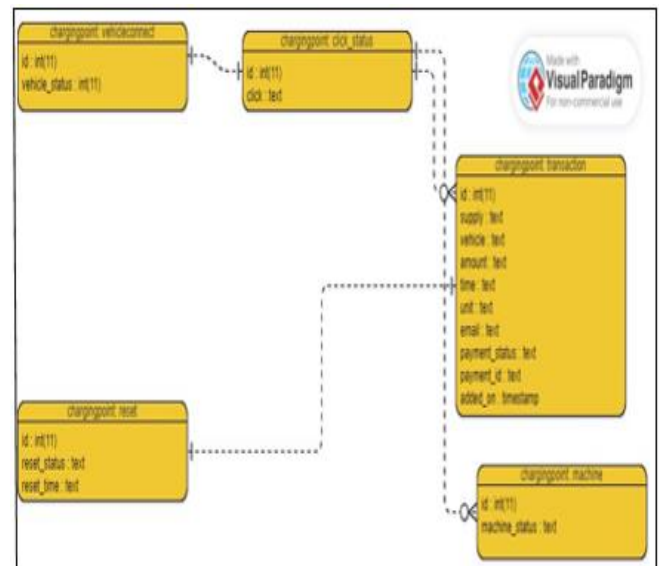 chargingpoint vehicleconnect
id : int(11)
vehicle_status : int(11)
chargingpoint click_status
id : int(11)
click : text
Made with
Visual Paradigm
For non-commercial use
chargingpoint transaction
id : int(11)
supply : text
vehicle : text
amount : text
time : text
unit : text
email : text
payment_status : text
payment_id : text
added_on : timestamp
chargingpoint reset
id : int(11)
reset_status : text
reset_time : text
chargingpoint machine
id : int(11)
machine_status : text